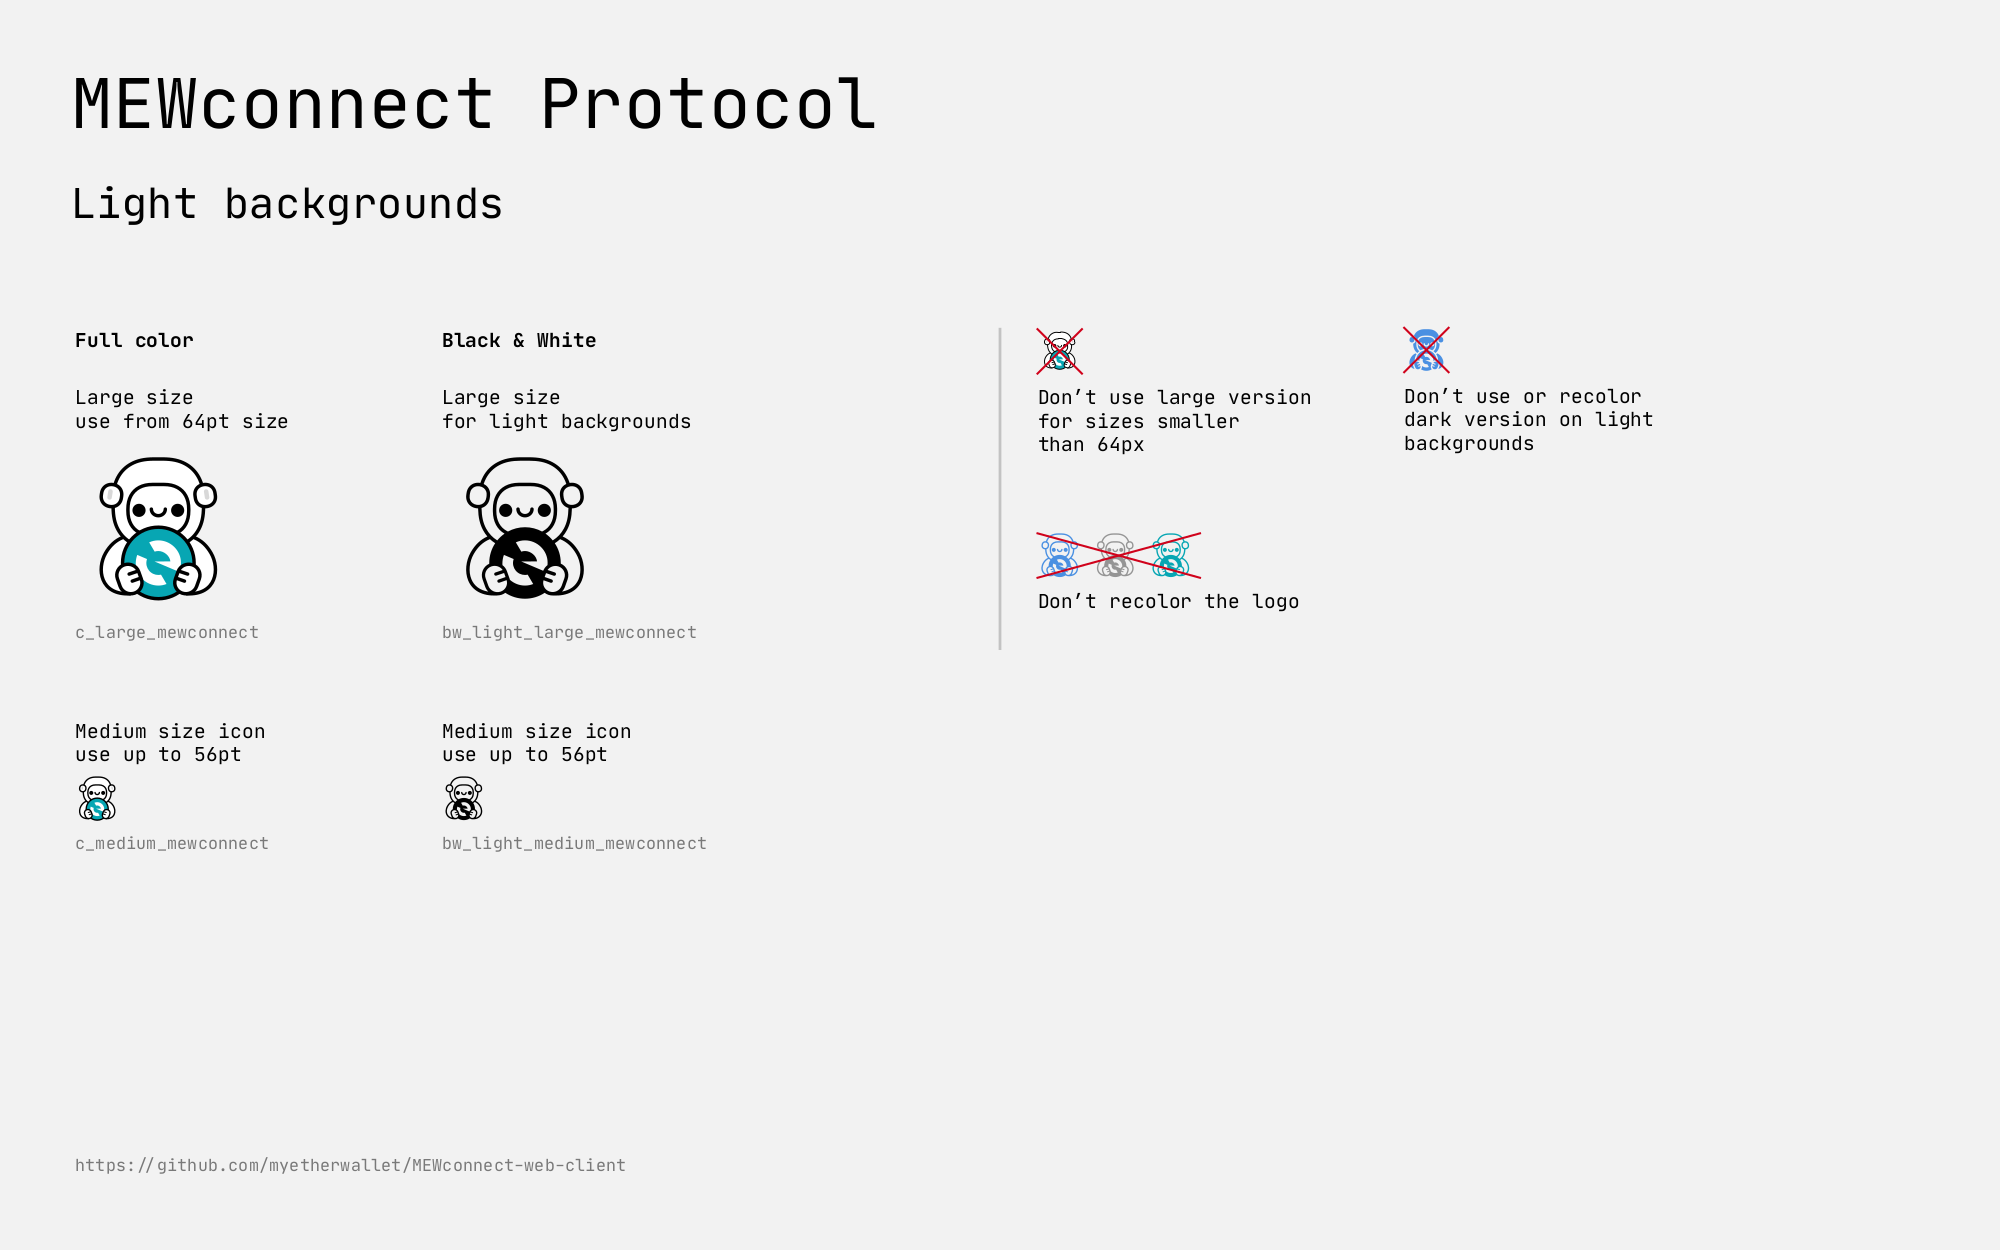 MEWconnect Protocol
Light backgrounds
Full color
Large size
use from 64pt size
c_large_mewconnect
Medium size icon
use up to 56pt
c_medium_mewconnect
Black & White
Large size
for light backgrounds
bw_light_large_mewconnect
Medium size icon
use up to 56pt
bw_light_medium_mewconnect
Don’t use large version
for sizes smaller
than 64px
Don’t use or recolor
dark version on light
backgrounds
Don’t recolor the logo
https://github.com/myetherwallet/MEWconnect-web-client